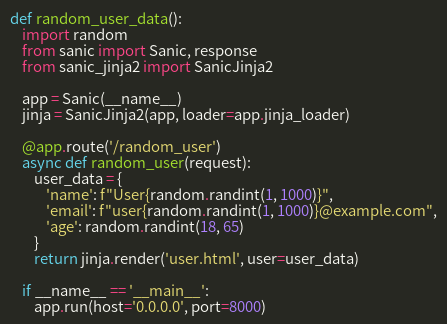 def random_user_data():
    import random
    from sanic import Sanic, response
    from sanic_jinja2 import SanicJinja2

    app = Sanic(__name__)
    jinja = SanicJinja2(app, loader=app.jinja_loader)

    @app.route('/random_user')
    async def random_user(request):
        user_data = {
            'name': f"User{random.randint(1, 1000)}",
            'email': f"user{random.randint(1, 1000)}@example.com",
            'age': random.randint(18, 65)
        }
        return jinja.render('user.html', user=user_data)

    if __name__ == '__main__':
        app.run(host='0.0.0.0', port=8000)